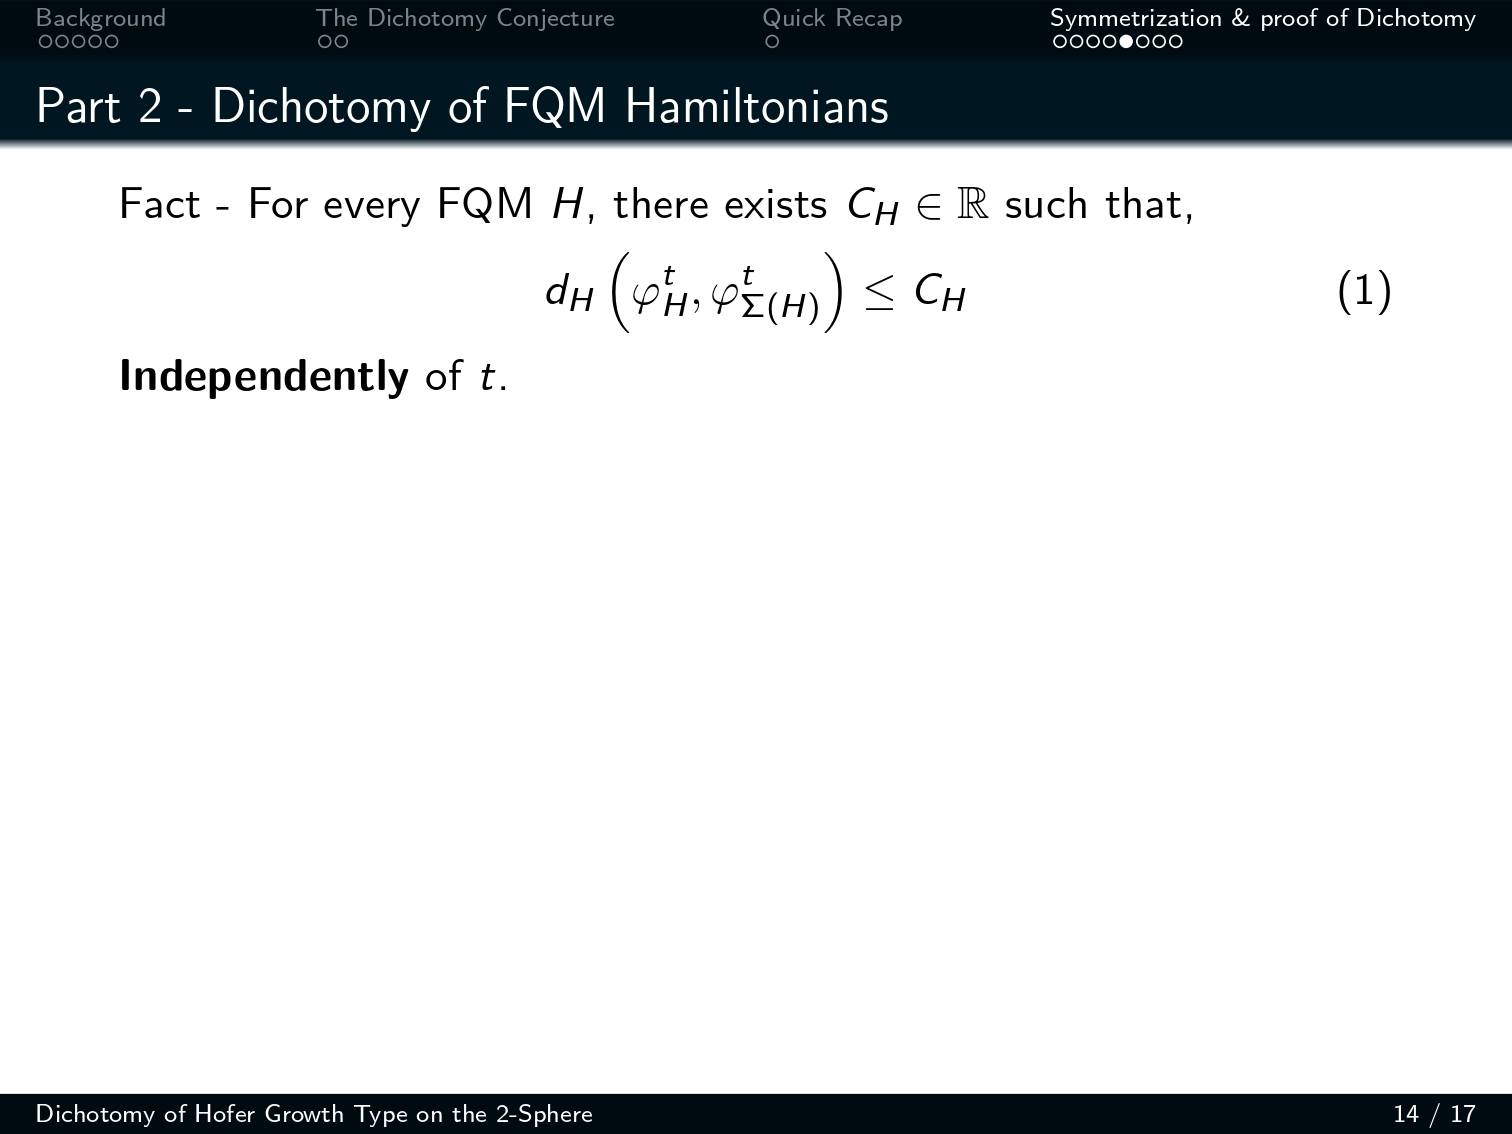 Background The Dichotomy Conjecture Quick Recap Symmetrization & proof of Dichotomy
Part 2 - Dichotomy of FQM Hamiltonians
Fact - For every FQM H, there exists C_H ∈ ℝ such that,
d_H (φ_H^t, φ_{Σ(H)}^t) ≤ C_H (1)
Independently of t.
Dichotomy of Hofer Growth Type on the 2-Sphere 14 / 17